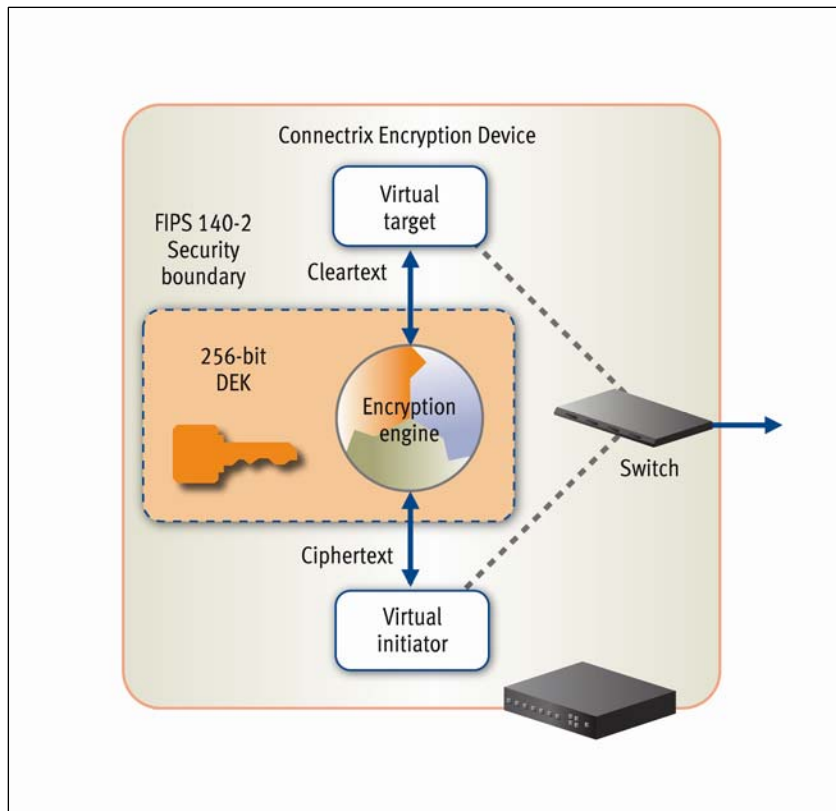 Connectrix Encryption Device
Virtual
target
FIPS 140-2
Security
boundary
Cleartext
256-bit
DEK
Encryption
engine
Switch
Ciphertext
Virtual
initiator